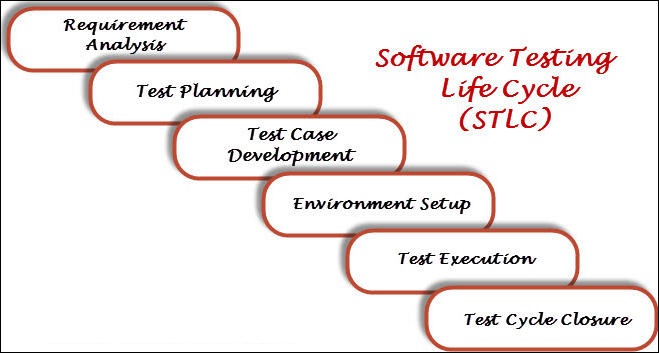 Requirement
Analysis
Software Testing
Life Cycle
(STLC)
Test Planning
Test Case
Development
Environment Setup
Test Execution
Test Cycle Closure